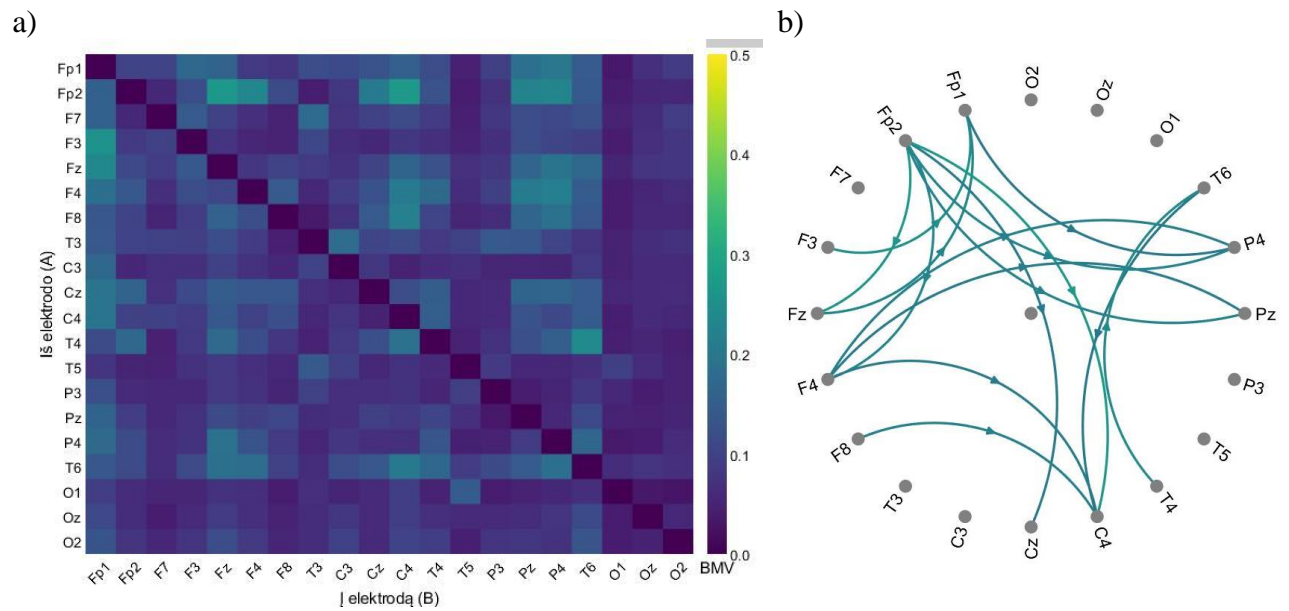 a)
b)
Iš elektrodo (A)
Fp1
Fp2
F7
F3
Fz
F4
F8
T3
C3
Cz
C4
T4
T5
P3
Pz
P4
T6
O1
Oz
O2
Fp1 Fp2 F7 F3 Fz F4 F8 T3 C3 Cz C4 T4 T5 P3 Pz P4 T6 O1 Oz O2
Į elektrodą (B)
0.5
0.4
0.3
0.2
0.1
0.0
BMV
O2
Oz
O1
T6
P4
Pz
P3
T5
T4
C4
Cz
C3
T3
F8
F4
Fz
F3
F7
Fp2
Fp1